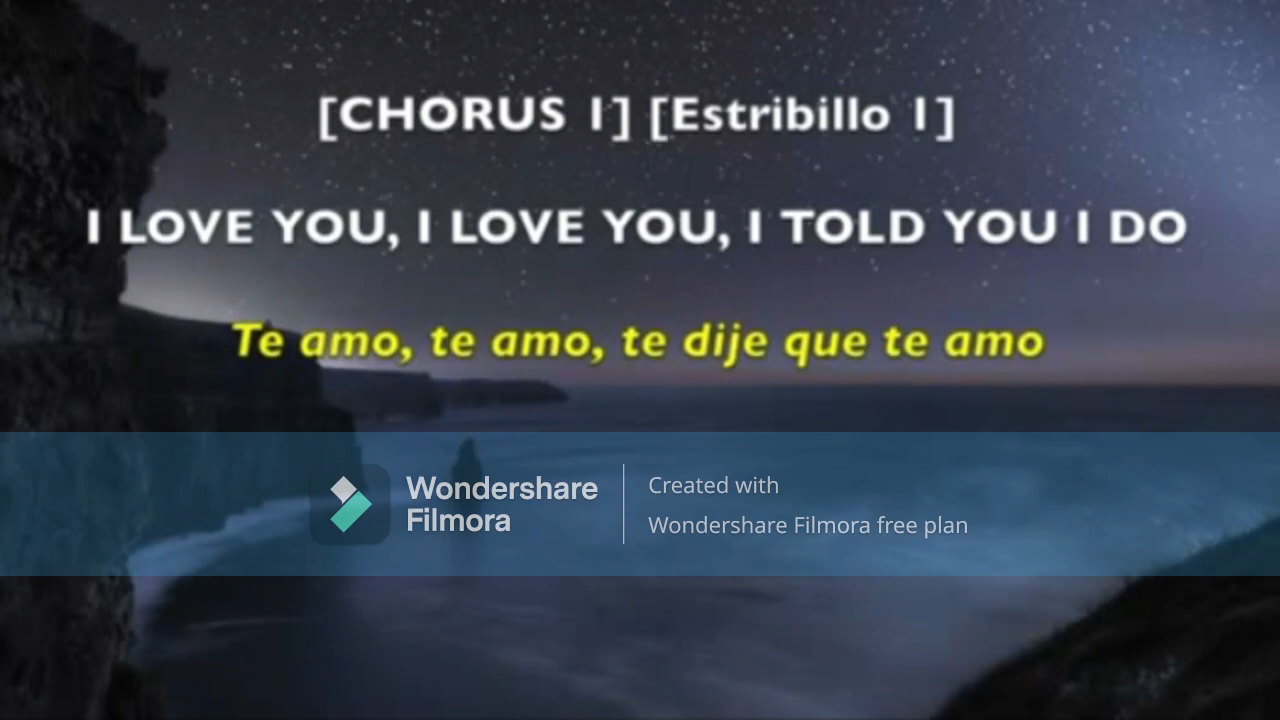 [CHORUS 1] [Estribillo 1]
I LOVE YOU, I LOVE YOU, I TOLD YOU I DO
Te amo, te amo, te dije que te amo
Wondershare
Filmora
Created with
Wondershare Filmora free plan